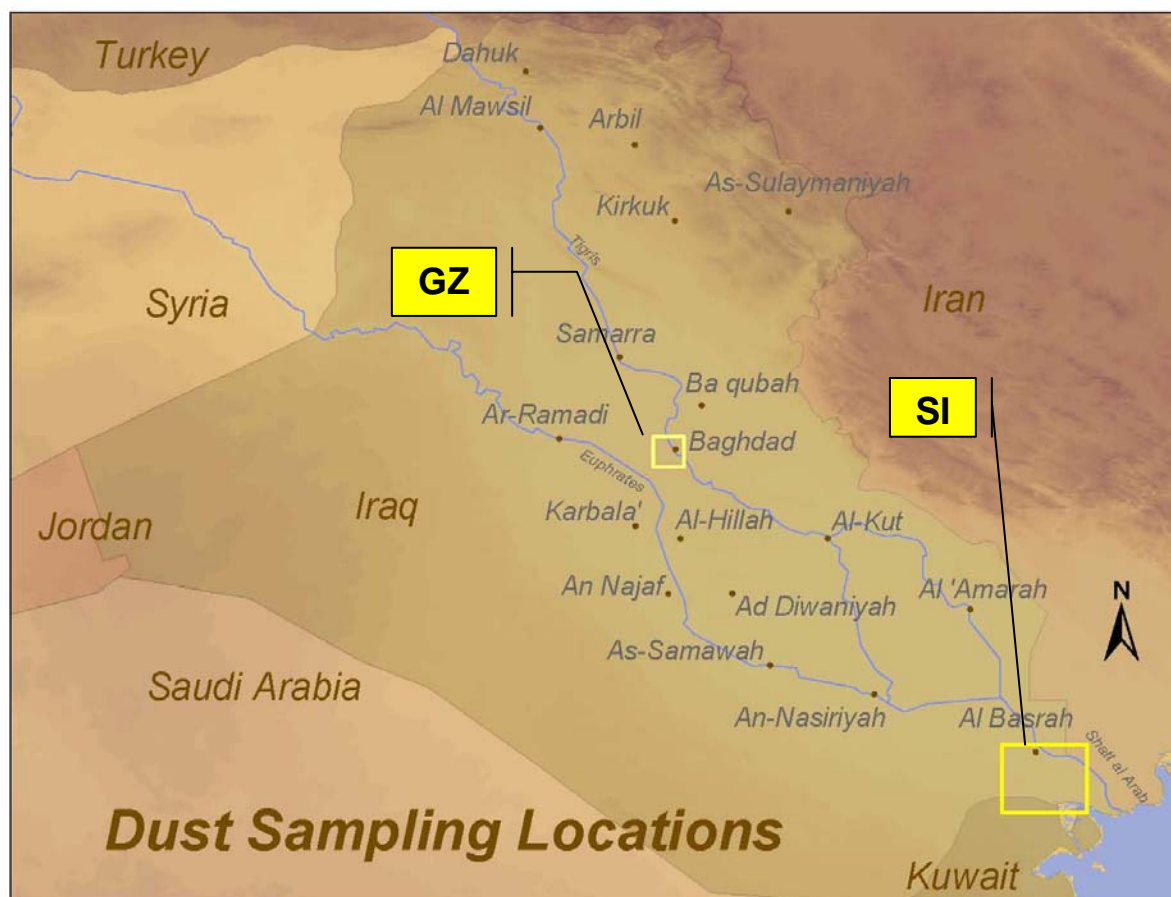 Turkey
Dahuk
Al Mawsil
Arbil
As-Sulaymaniyah
Kirkuk
Tigris
GZ
Syria
Iran
Samarra
Ba qubah
SI
Ar-Ramadi
Baghdad
Euphrates
Iraq
Karbala'
Al-Hillah
Al-Kut
Jordan
An Najaf
Ad Diwaniyah
Al 'Amarah
N
As-Samawah
Saudi Arabia
An-Nasiriyah
Al Basrah
Shatt al Arab
Dust Sampling Locations
Kuwait